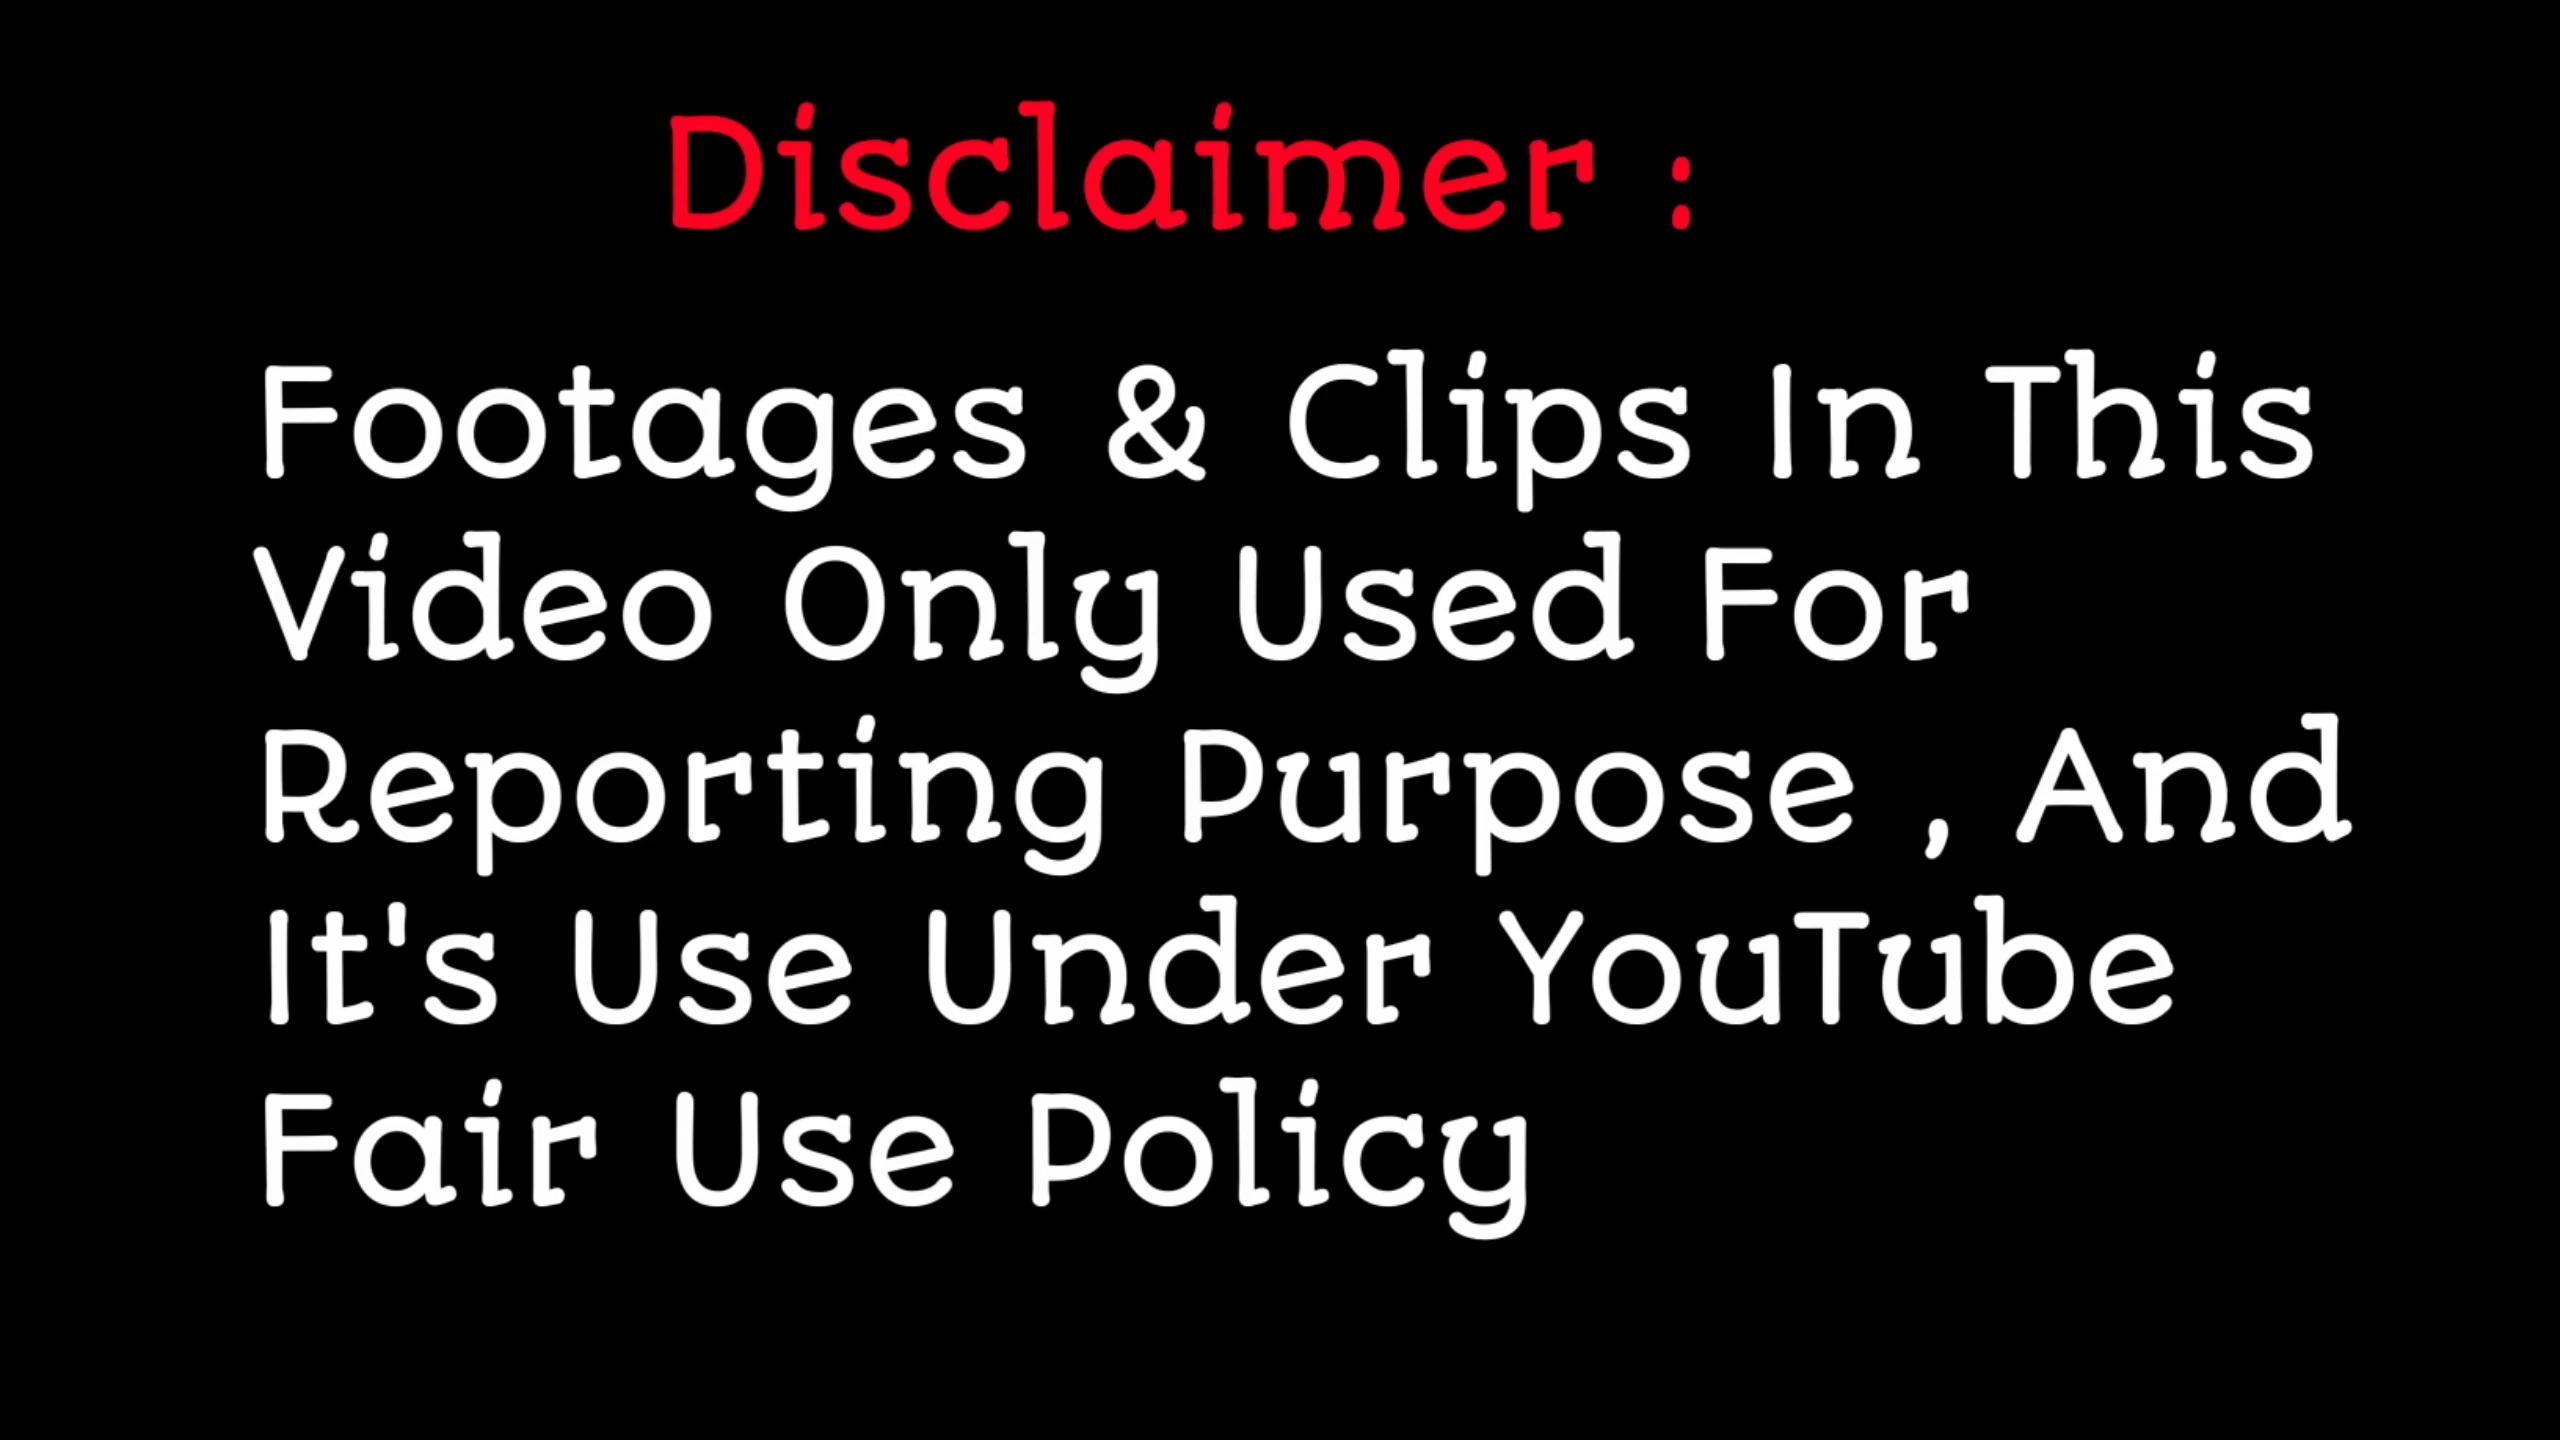 Disclaimer :
Footages & Clips In This
Video Only Used For
Reporting Purpose , And
It's Use Under YouTube
Fair Use Policy